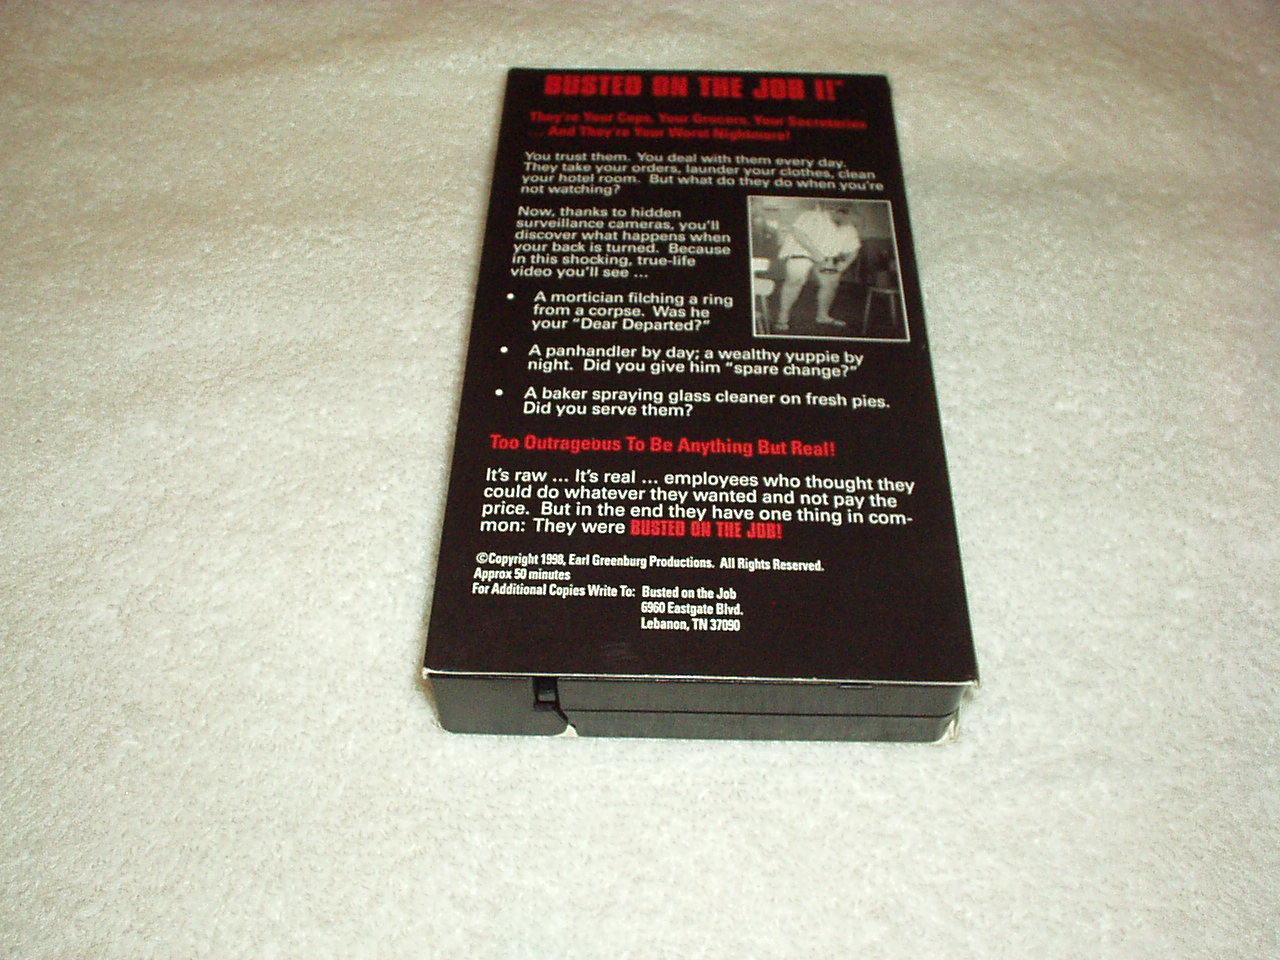 BUSTED ON THE JOB II!
They're Your Cops, Your Grocers, Your Secretaries
... And They're Your Worst Nightmare!
You trust them. You deal with them every day.
They take your orders, launder your clothes, clean
your hotel room. But what do they do when you're
not watching?
Now, thanks to hidden
surveillance cameras, you'll
discover what happens when
your back is turned. Because
in this shocking, true-life
video you'll see ...
• A mortician filching a ring
from a corpse. Was he
your "Dear Departed?"
• A panhandler by day; a wealthy yuppie by
night. Did you give him "spare change?"
• A baker spraying glass cleaner on fresh pies.
Did you serve them?
Too Outrageous To Be Anything But Real!
It's raw ... It's real ... employees who thought they
could do whatever they wanted and not pay the
price. But in the end they have one thing in com-
mon: They were BUSTED ON THE JOB!
©Copyright 1998, Earl Greenburg Productions. All Rights Reserved.
Approx 50 minutes
For Additional Copies Write To: Busted on the Job
6960 Eastgate Blvd.
Lebanon, TN 37090